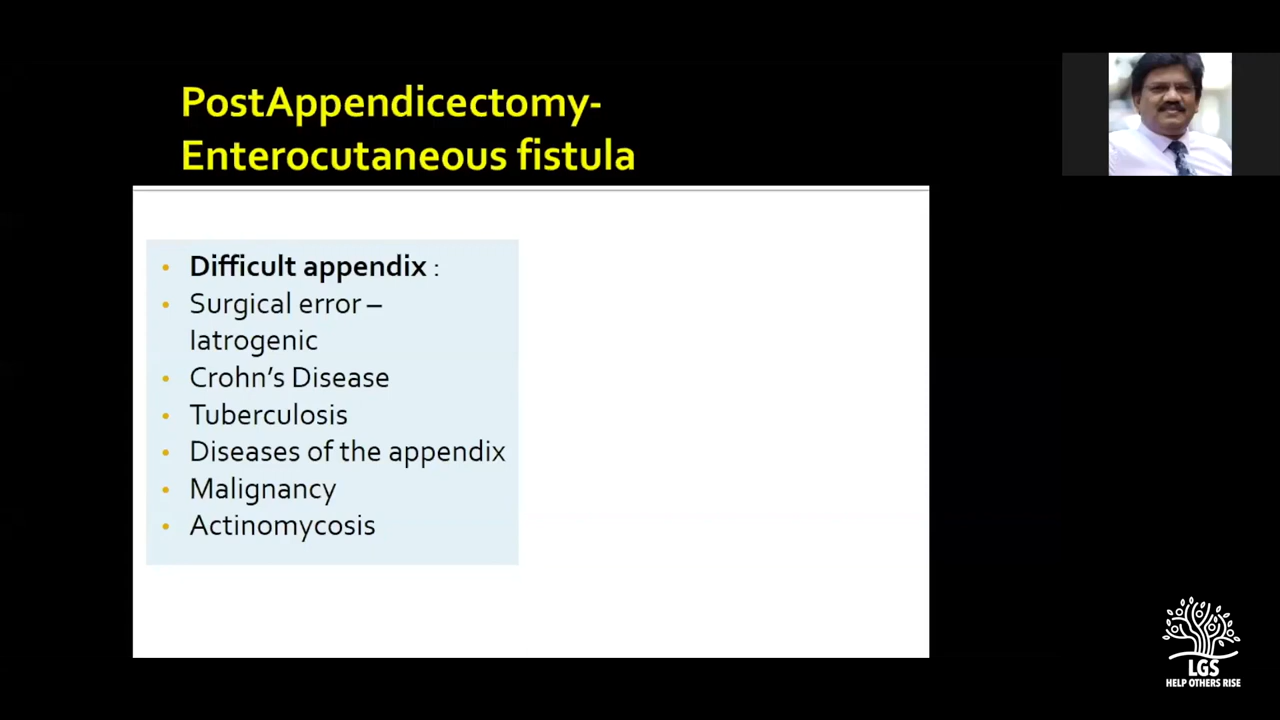 PostAppendicectomy-
Enterocutaneous fistula
• Difficult appendix :
• Surgical error –
Iatrogenic
• Crohn’s Disease
• Tuberculosis
• Diseases of the appendix
• Malignancy
• Actinomycosis
LGS
HELP OTHERS RISE